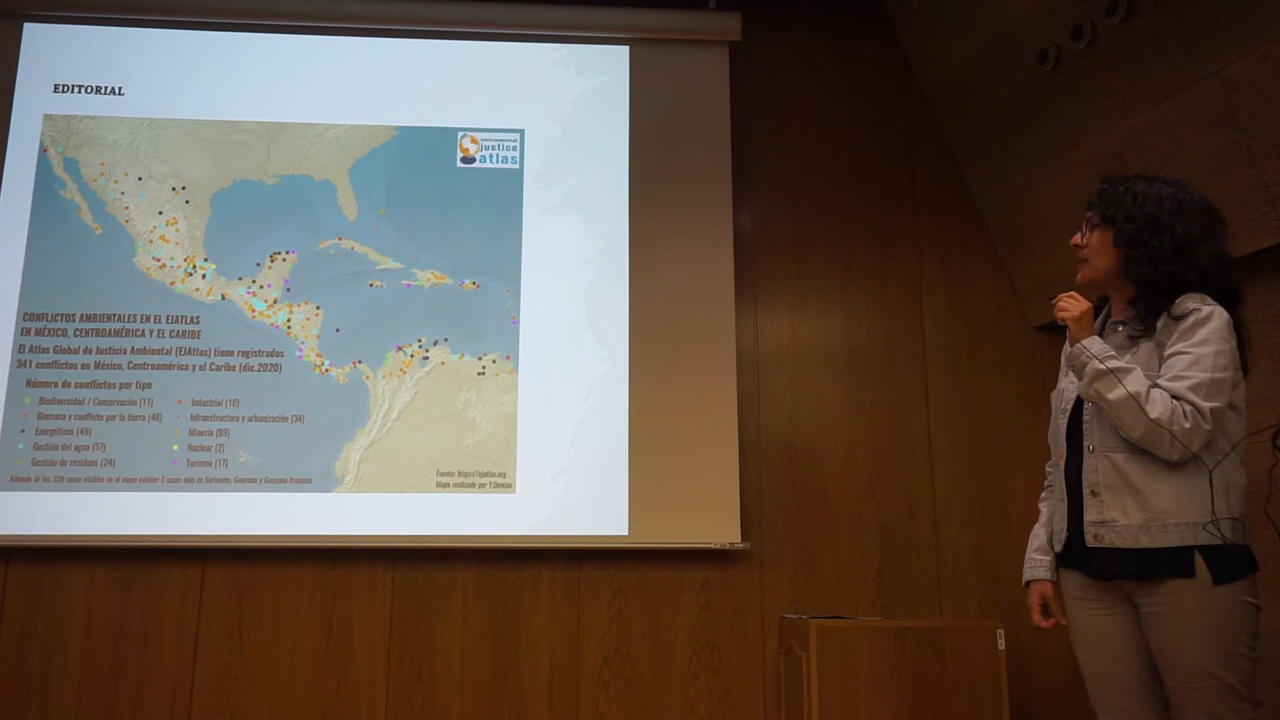 EDITORIAL
environmental
justice
atlas
CONFLICTOS AMBIENTALES EN EL EJATLAS
EN MÉXICO, CENTROAMÉRICA Y EL CARIBE
El Atlas Global de Justicia Ambiental (EJAtlas) tiene registrados
341 conflictos en México, Centroamérica y el Caribe (dic.2020)
Número de conflictos por tipo
Biodiversidad / Conservación (11)
Biomasa y conflicto por la tierra (48)
Energéticos (49)
Gestión del agua (57)
Gestión de residuos (24)
Industrial (10)
Infraestructura y urbanización (34)
Minería (89)
Nuclear (2)
Turismo (17)
Además de los 338 casos visibles en el mapa existen 3 casos más en Surinam, Guyana y Guayana francesa
Fuente: https://ejatlas.org
Mapa realizado por Y.Deniau